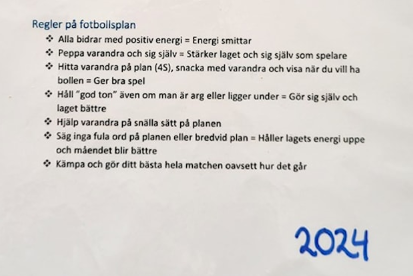 Regler på fotbollsplan
❖ Alla bidrar med positiv energi = Energi smittar
❖ Peppa varandra och sig själv = Stärker laget och sig själv som spelare
❖ Hitta varandra på plan (4S), snacka med varandra och visa när du vill ha
bollen = Ger bra spel
❖ Håll "god ton" även om man är arg eller ligger under = Gör sig själv och
laget bättre
❖ Hjälp varandra på snälla sätt på planen
❖ Säg inga fula ord på planen eller bredvid plan = Håller lagets energi uppe
och måendet blir bättre
❖ Kämpa och gör ditt bästa hela matchen oavsett hur det går
2024